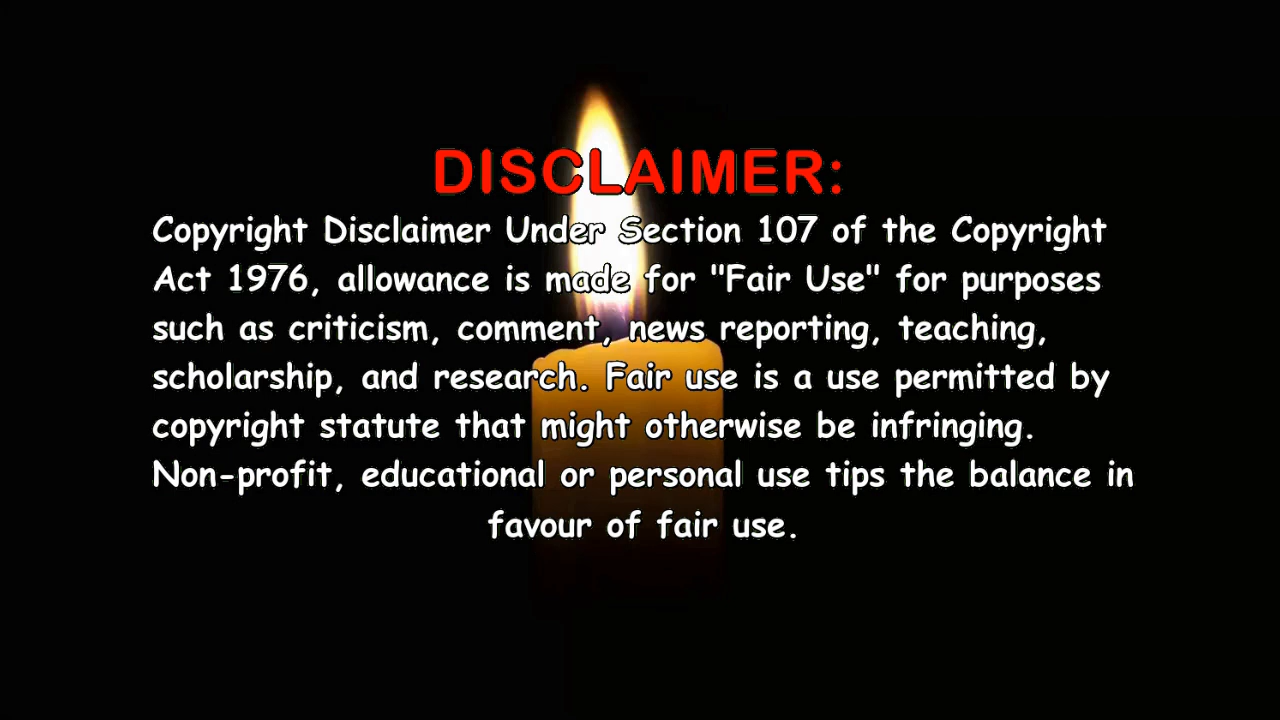 DISCLAIMER:
Copyright Disclaimer Under Section 107 of the Copyright
Act 1976, allowance is made for "Fair Use" for purposes
such as criticism, comment, news reporting, teaching,
scholarship, and research. Fair use is a use permitted by
copyright statute that might otherwise be infringing.
Non-profit, educational or personal use tips the balance in
favour of fair use.